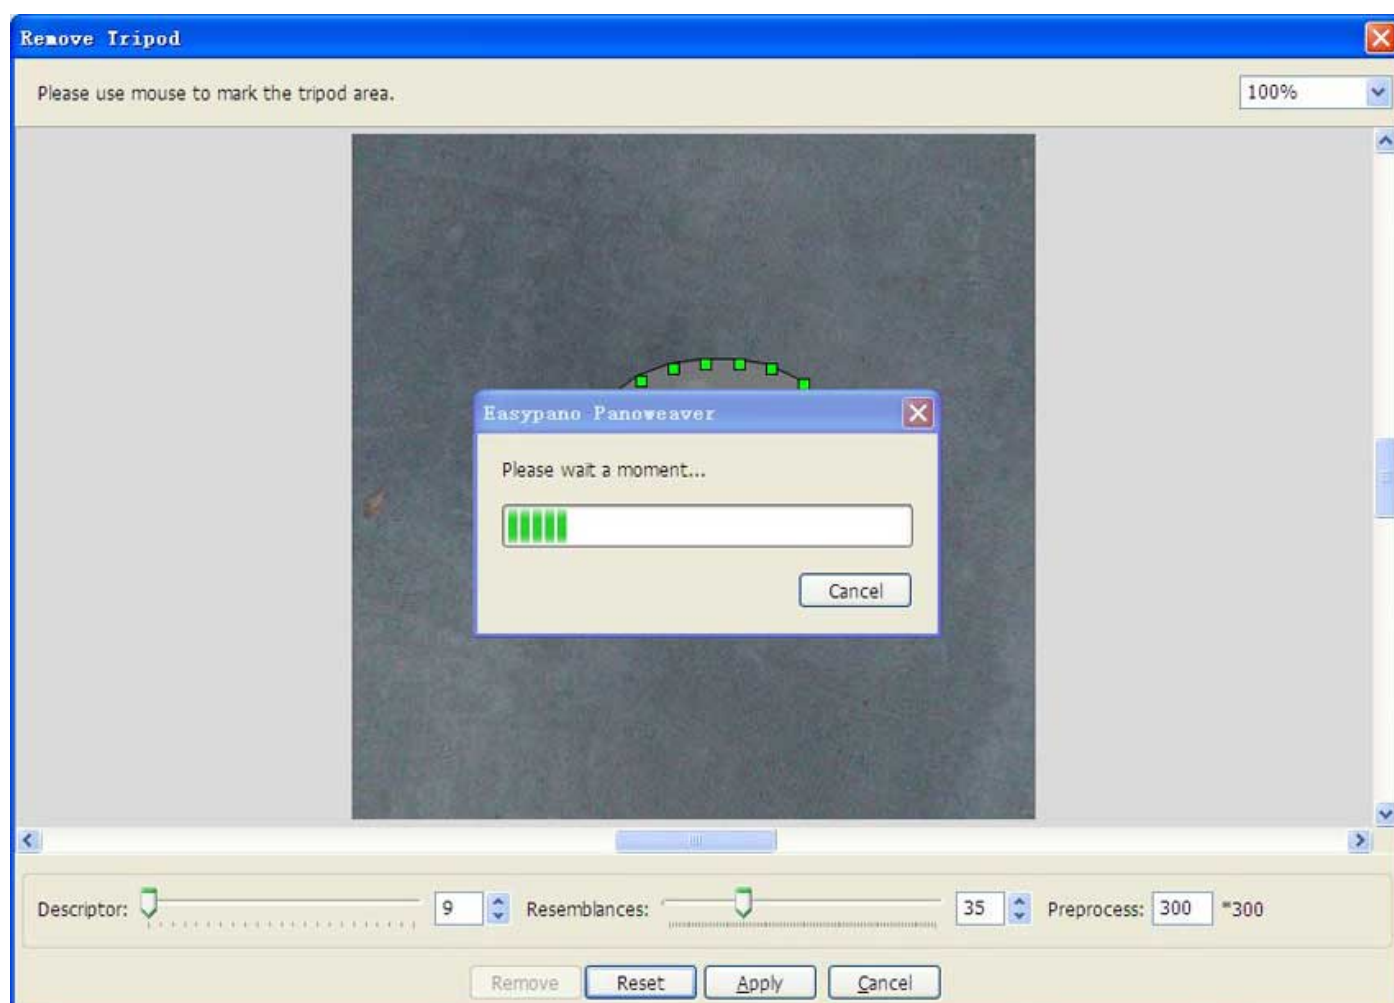 Remove Tripod
Please use mouse to mark the tripod area.
100%
Easypano Panoweaver
Please wait a moment...
Cancel
Descriptor: 9 Resemblances: 35 Preprocess: 300 *300
Remove Reset Apply Cancel